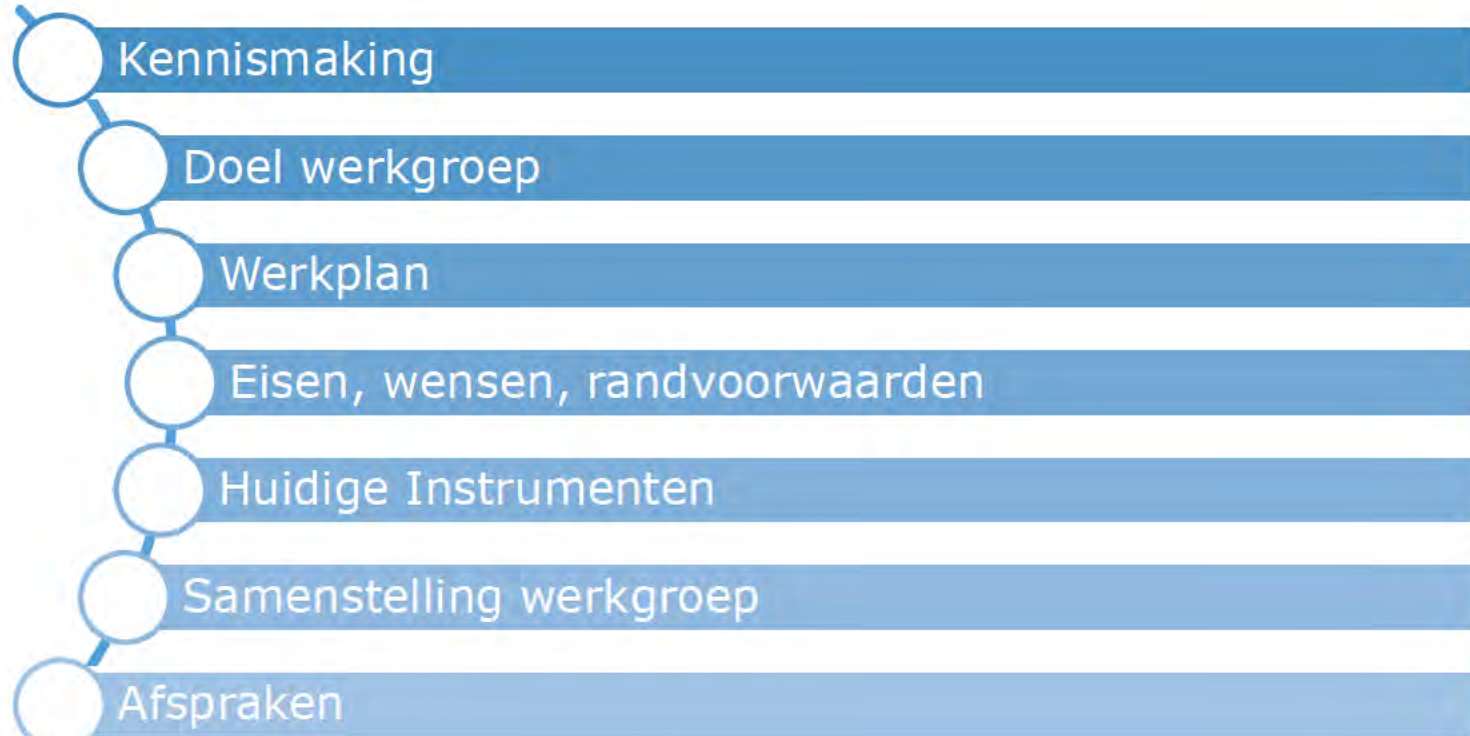 Kennismaking
Doel werkgroep
Werkplan
Eisen, wensen, randvoorwaarden
Huidige Instrumenten
Samenstelling werkgroep
Afspraken